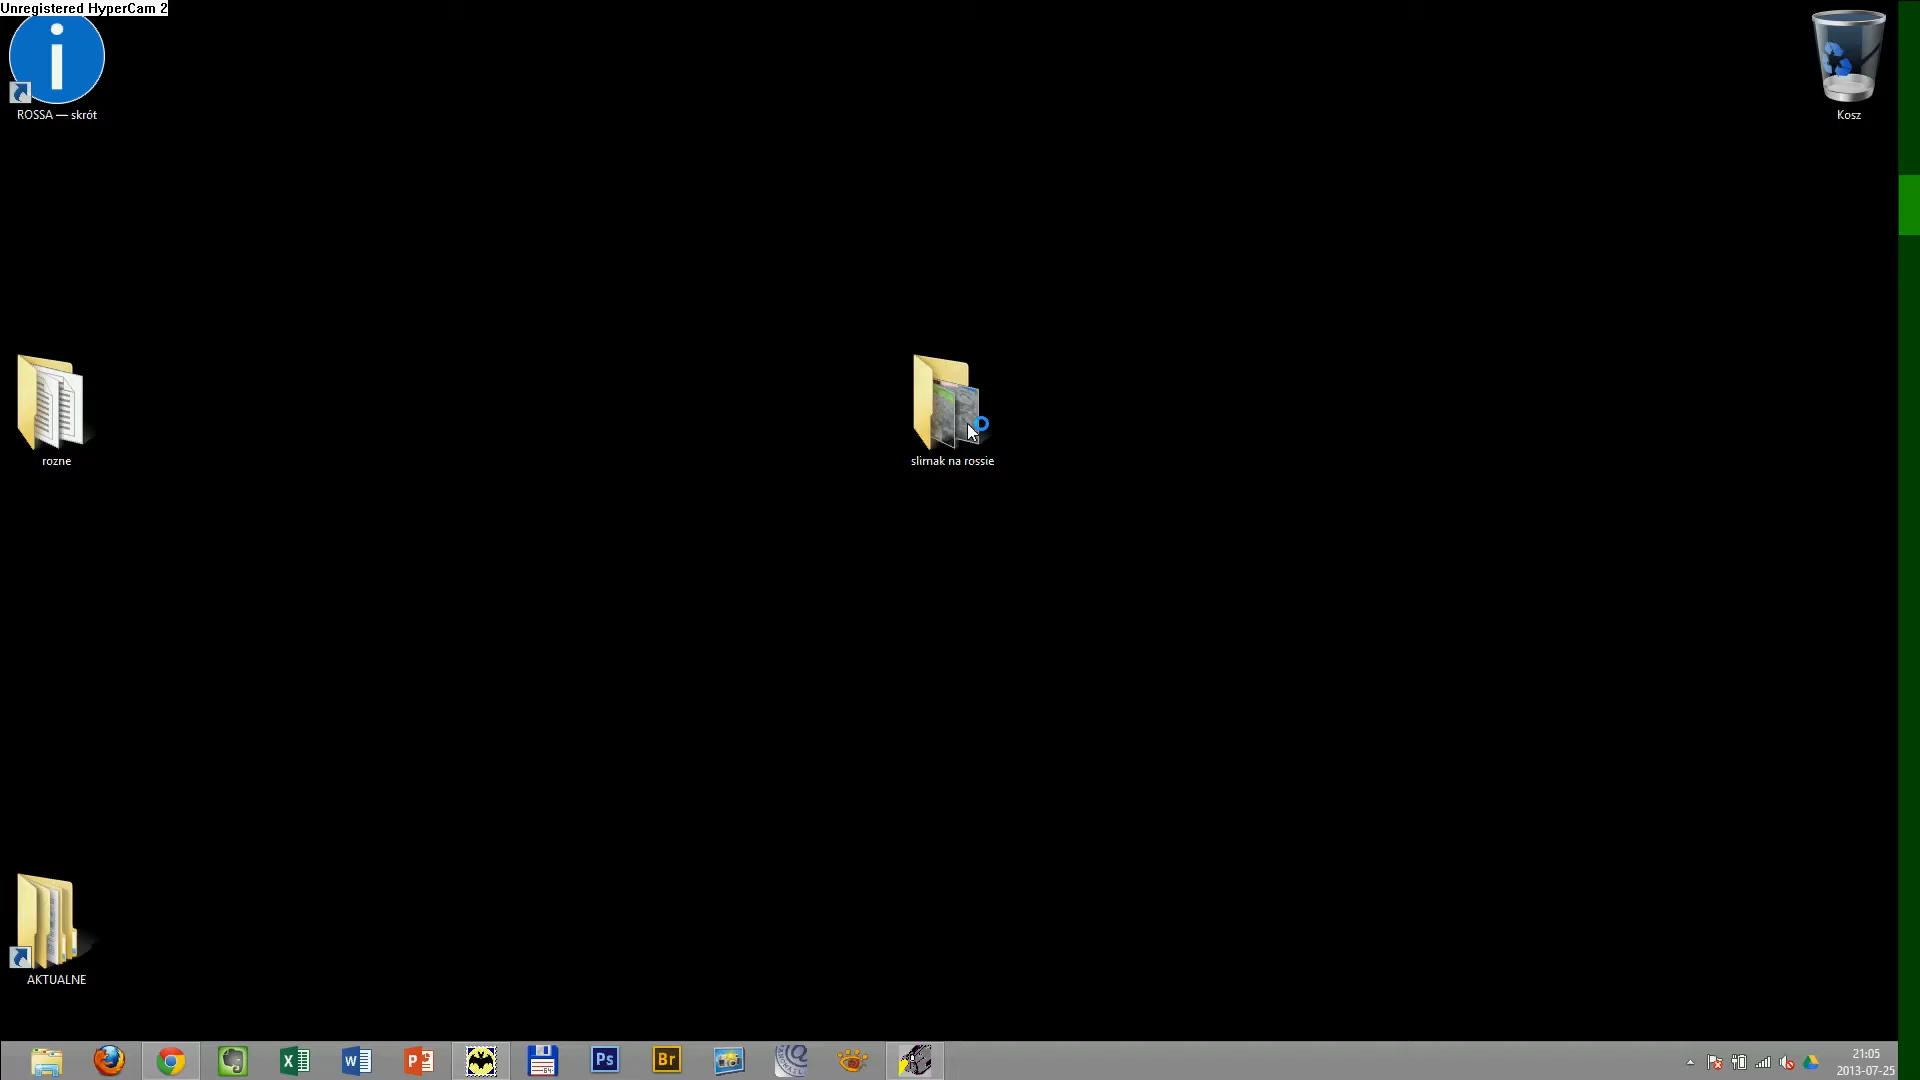 Unregistered HyperCam 2
ROSSA — skrót
Kosz
rozne
slimak na rossie
AKTUALNE
Ps
Br
21:05
2013-07-25